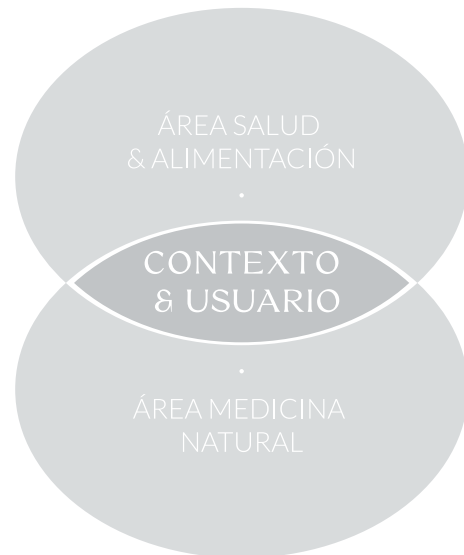 ÁREA SALUD
& ALIMENTACIÓN
CONTEXTO
& USUARIO
ÁREA MEDICINA
NATURAL